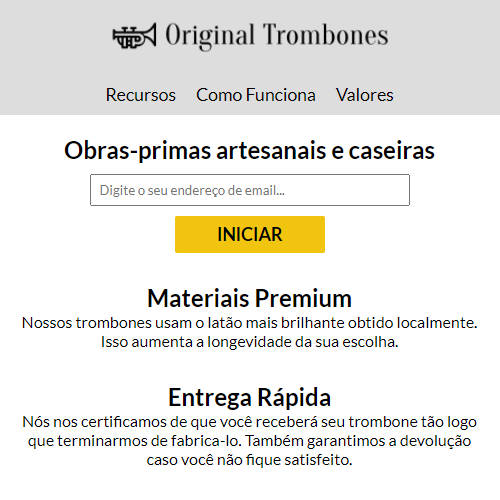 Original Trombones
Recursos Como Funciona Valores
Obras-primas artesanais e caseiras
Digite o seu endereço de email...
INICIAR
Materiais Premium
Nossos trombones usam o latão mais brilhante obtido localmente.
Isso aumenta a longevidade da sua escolha.
Entrega Rápida
Nós nos certificamos de que você receberá seu trombone tão logo
que terminarmos de fabrica-lo. Também garantimos a devolução
caso você não fique satisfeito.